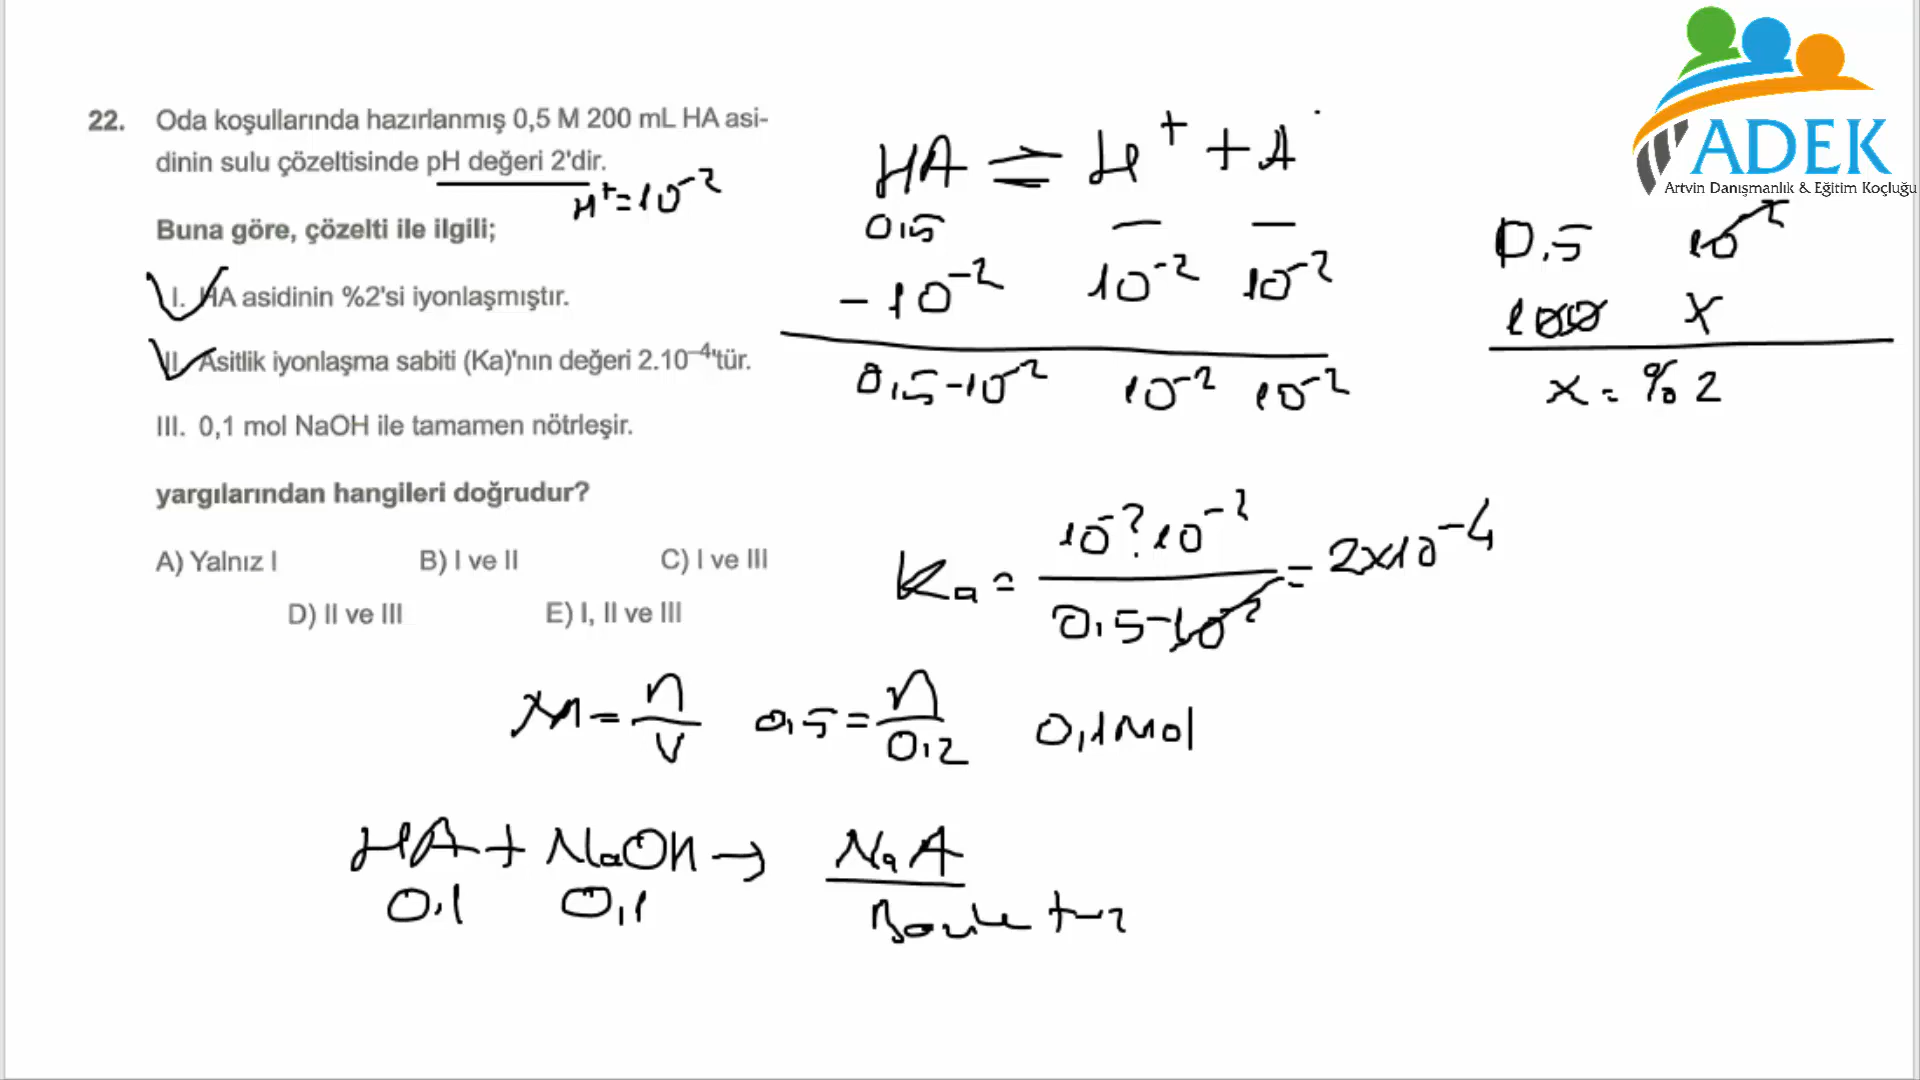 22. Oda koşullarında hazırlanmış 0,5 M 200 mL HA asi-
dinin sulu çözeltisinde pH değeri 2'dir.
H⁺=10⁻²
Buna göre, çözelti ile ilgili;
I. HA asidinin %2'si iyonlaşmıştır.
II. Asitlik iyonlaşma sabiti (Ka)'nın değeri 2.10⁻⁴'tür.
III. 0,1 mol NaOH ile tamamen nötrleşir.
yargılarından hangileri doğrudur?
A) Yalnız I B) I ve II C) I ve III
D) II ve III E) I, II ve III
HA ⇌ H⁺ + A
0,5 — —
-10⁻² 10⁻² 10⁻²
0,5-10⁻² 10⁻² 10⁻²
0,5 10⁻²
100 x
x = %2
Ka = 10⁻² 10⁻² / 0,5-10⁻² = 2x10⁻⁴
M = n/V 0,5 = n/0,2 0,1 Mol
HA + NaOH → NaA
0,1 0,1
ADEK
Artvin Danışmanlık & Eğitim Koçluğu